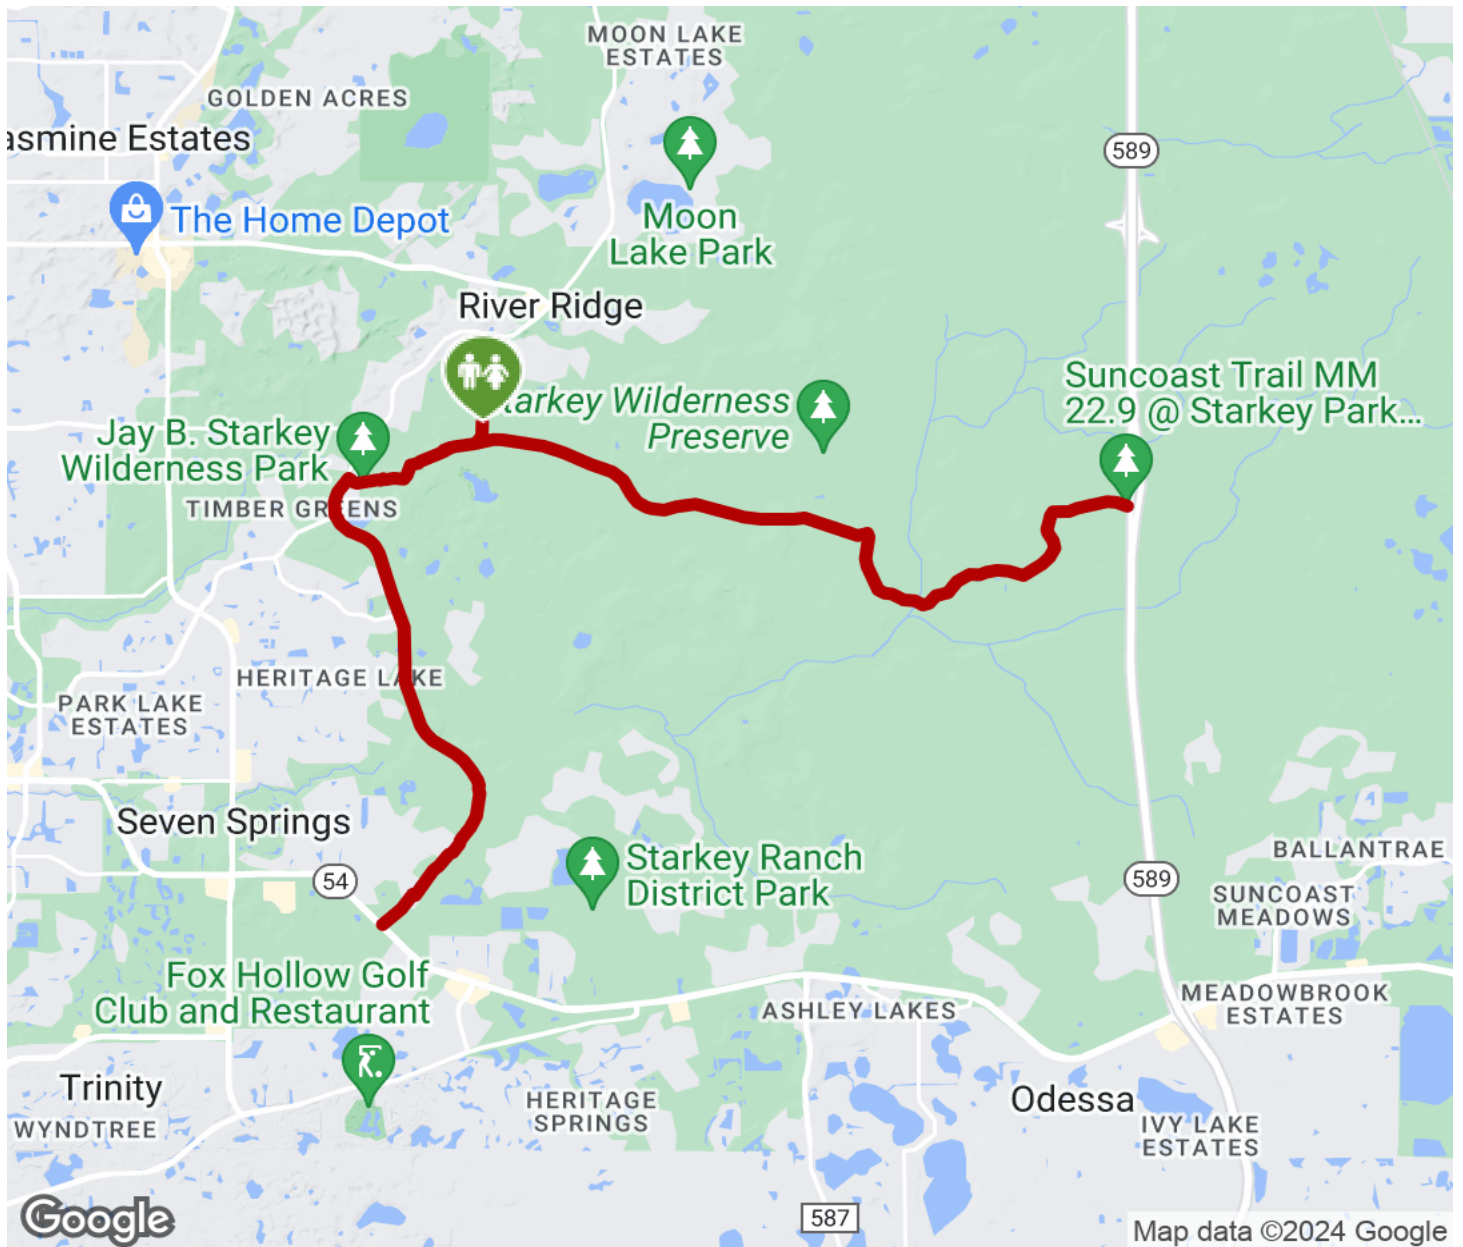 MOON LAKE
ESTATES
GOLDEN ACRES
asmine Estates
589
The Home Depot
Moon
Lake Park
River Ridge
Suncoast Trail MM
22.9 @ Starkey Park...
tarkey Wilderness
Preserve
Jay B. Starkey
Wilderness Park
TIMBER GREENS
HERITAGE LAKE
PARK LAKE
ESTATES
Seven Springs
54
Starkey Ranch
District Park
BALLANTRAE
589
SUNCOAST
MEADOWS
Fox Hollow Golf
Club and Restaurant
MEADOWBROOK
ESTATES
ASHLEY LAKES
Trinity
WYNDTREE
HERITAGE
SPRINGS
Odessa
IVY LAKE
ESTATES
Google
587
Map data ©2024 Google